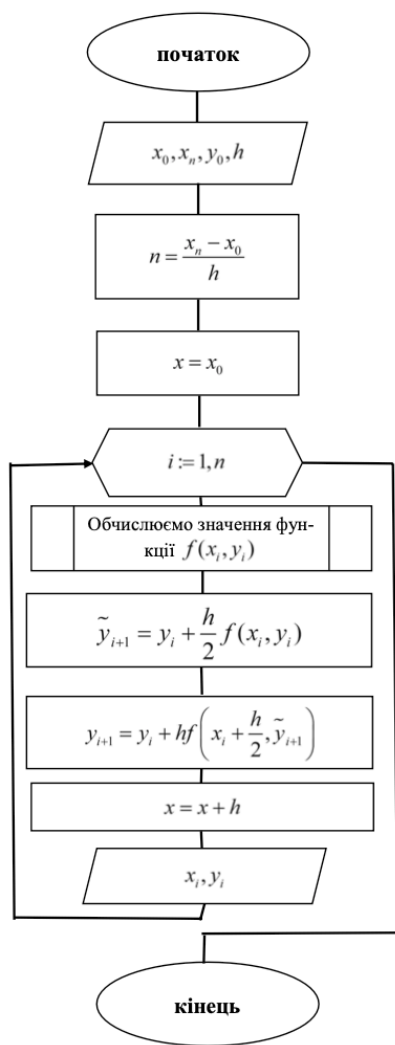 початок
x₀, xₙ, y₀, h
n = (xₙ − x₀) / h
x = x₀
i := 1, n
Обчислюємо значення фун-
кції f(xᵢ, yᵢ)
ỹᵢ₊₁ = yᵢ + h/2 f(xᵢ, yᵢ)
yᵢ₊₁ = yᵢ + hf(xᵢ + h/2, ỹᵢ₊₁)
x = x + h
xᵢ, yᵢ
кінець